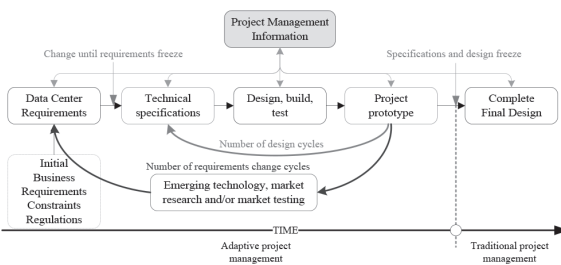 Project Management
Information
Change until requirements freeze
Specifications and design freeze
Data Center
Requirements
Technical
specifications
Design, build,
test
Project
prototype
Complete
Final Design
Number of design cycles
Initial
Business
Requirements
Constraints
Regulations
Number of requirements change cycles
Emerging technology, market
research and/or market testing
TIME
Adaptive project
management
Traditional project
management